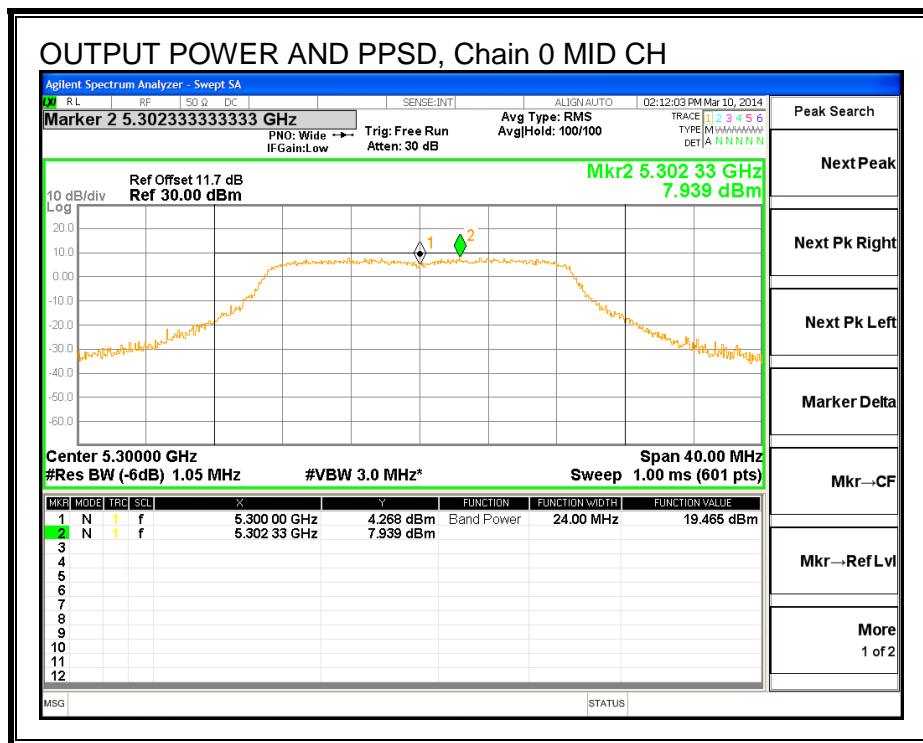 OUTPUT POWER AND PPSD, Chain 0 MID CH
Agilent Spectrum Analyzer - Swept SA
LXI RL RF 50 Ω DC SENSE:INT ALIGN AUTO 02:12:03 PM Mar 10, 2014
Marker 2 5.302333333333 GHz
PNO: Wide
IFGain:Low
Trig: Free Run
Atten: 30 dB
Avg Type: RMS
Avg|Hold: 100/100
TRACE 1 2 3 4 5 6
TYPE M
DET A N N N N N
Peak Search
Next Peak
Next Pk Right
Next Pk Left
Marker Delta
Mkr→CF
Mkr→Ref Lvl
More
1 of 2
Mkr2 5.302 33 GHz
7.939 dBm
Ref Offset 11.7 dB
10 dB/div Ref 30.00 dBm
Log
20.0
10.0
0.00
-10.0
-20.0
-30.0
-40.0
-50.0
-60.0
1
2
Center 5.30000 GHz Span 40.00 MHz
#Res BW (-6dB) 1.05 MHz #VBW 3.0 MHz* Sweep 1.00 ms (601 pts)
MKR MODE TRC SCL X Y FUNCTION FUNCTION WIDTH FUNCTION VALUE
1 N 1 f 5.300 00 GHz 4.268 dBm Band Power 24.00 MHz 19.465 dBm
2 N 1 f 5.302 33 GHz 7.939 dBm
3
4
5
6
7
8
9
10
11
12
MSG STATUS